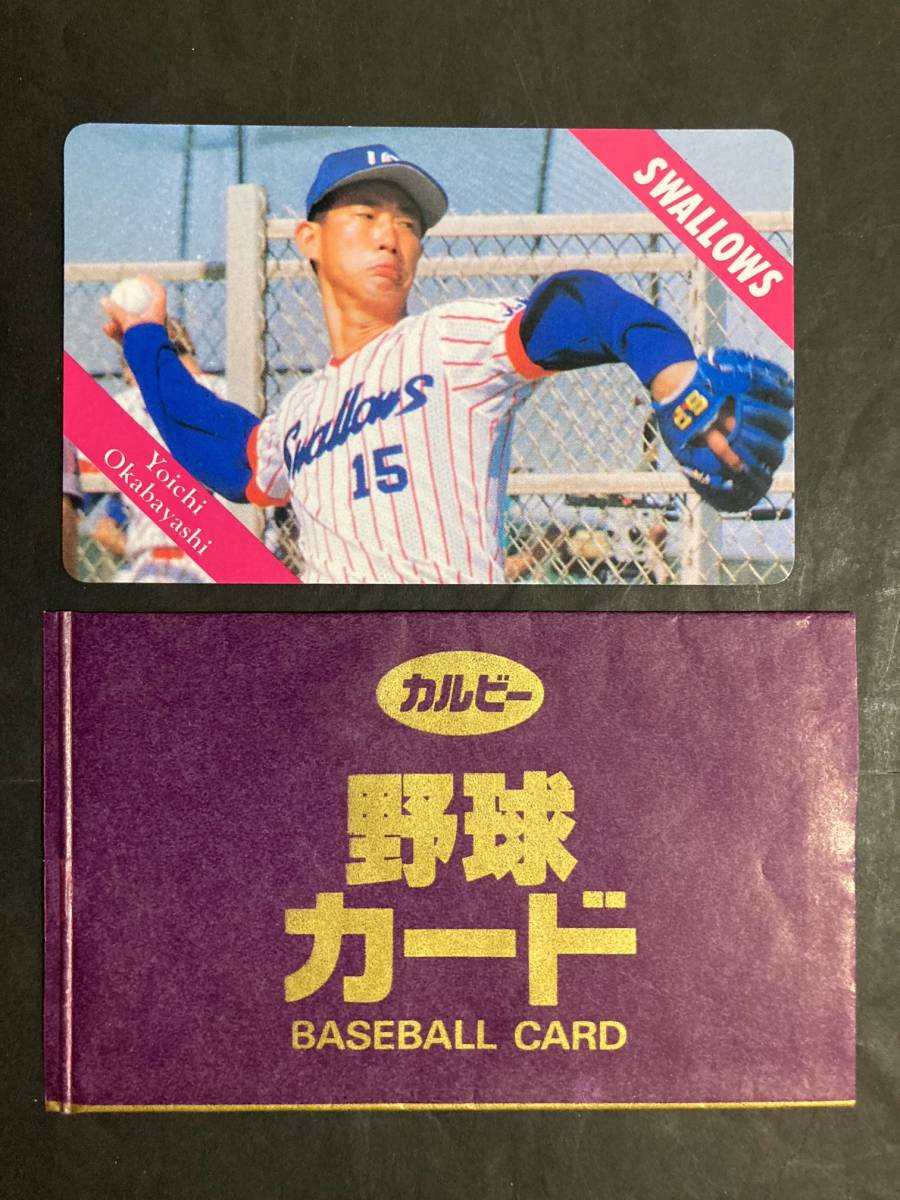 SWALLOWS
Swallows
15
Yoichi
Okabayashi
カルビー
野球
カード
BASEBALL CARD